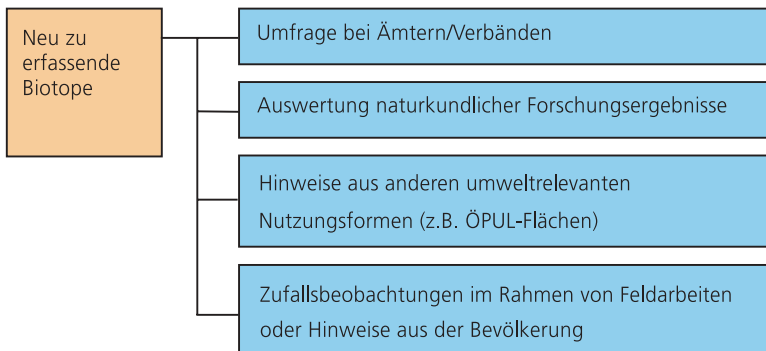 Neu zu
erfassende
Biotope
Umfrage bei Ämtern/Verbänden
Auswertung naturkundlicher Forschungsergebnisse
Hinweise aus anderen umweltrelevanten
Nutzungsformen (z.B. ÖPUL-Flächen)
Zufallsbeobachtungen im Rahmen von Feldarbeiten
oder Hinweise aus der Bevölkerung